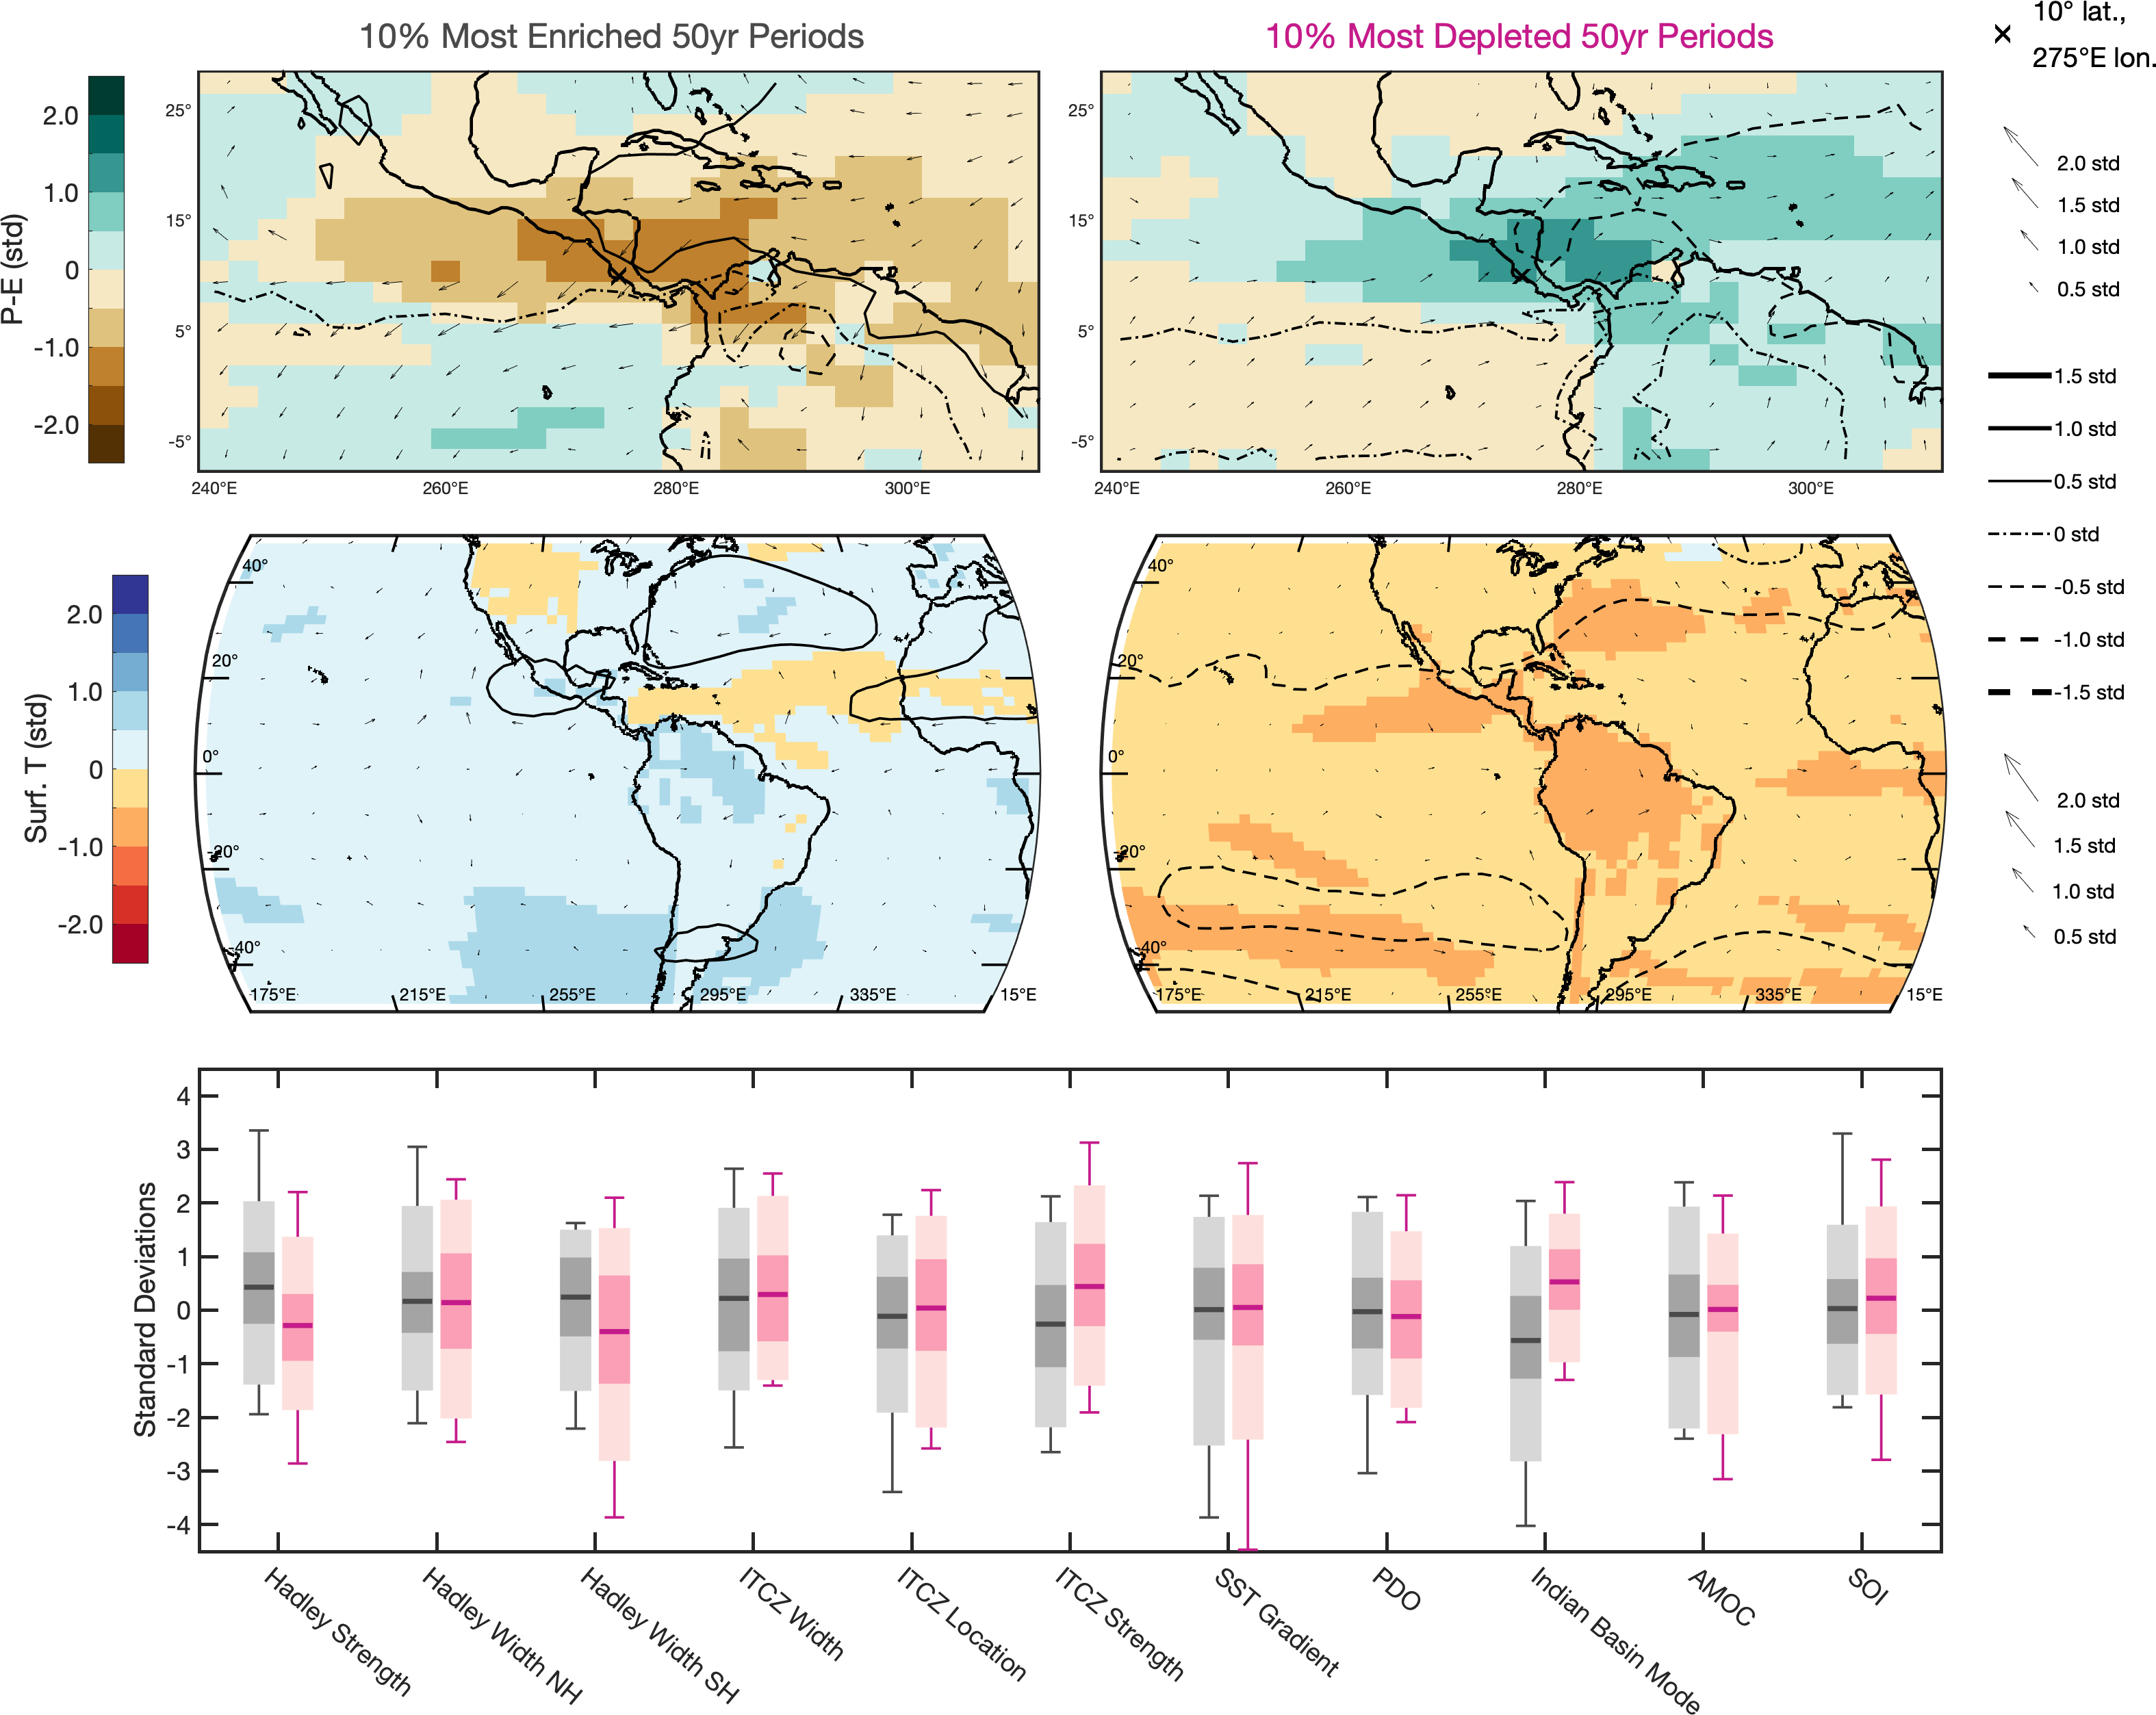 10% Most Enriched 50yr Periods
10% Most Depleted 50yr Periods
10° lat.,
275°E lon.
P-E (std)
2.0
1.0
0
-1.0
-2.0
25°
15°
5°
-5°
240°E
260°E
280°E
300°E
25°
15°
5°
-5°
240°E
260°E
280°E
300°E
2.0 std
1.5 std
1.0 std
0.5 std
1.5 std
1.0 std
0.5 std
0 std
-0.5 std
-1.0 std
-1.5 std
2.0 std
1.5 std
1.0 std
0.5 std
Surf. T (std)
2.0
1.0
0
-1.0
-2.0
40°
20°
0°
-20°
-40°
175°E
215°E
255°E
295°E
335°E
15°E
40°
20°
0°
-20°
-40°
175°E
215°E
255°E
295°E
335°E
15°E
Standard Deviations
4
3
2
1
0
-1
-2
-3
-4
Hadley Strength
Hadley Width NH
Hadley Width SH
ITCZ Width
ITCZ Location
ITCZ Strength
SST Gradient
PDO
Indian Basin Mode
AMOC
SOI